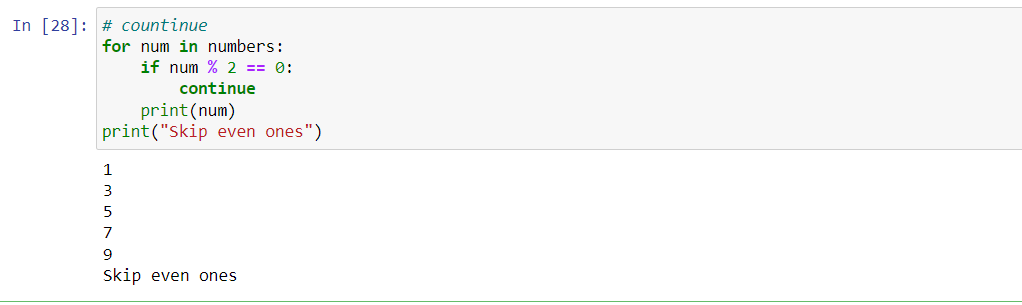 In [28]: # countinue
for num in numbers:
    if num % 2 == 0:
        continue
    print(num)
print("Skip even ones")
1
3
5
7
9
Skip even ones